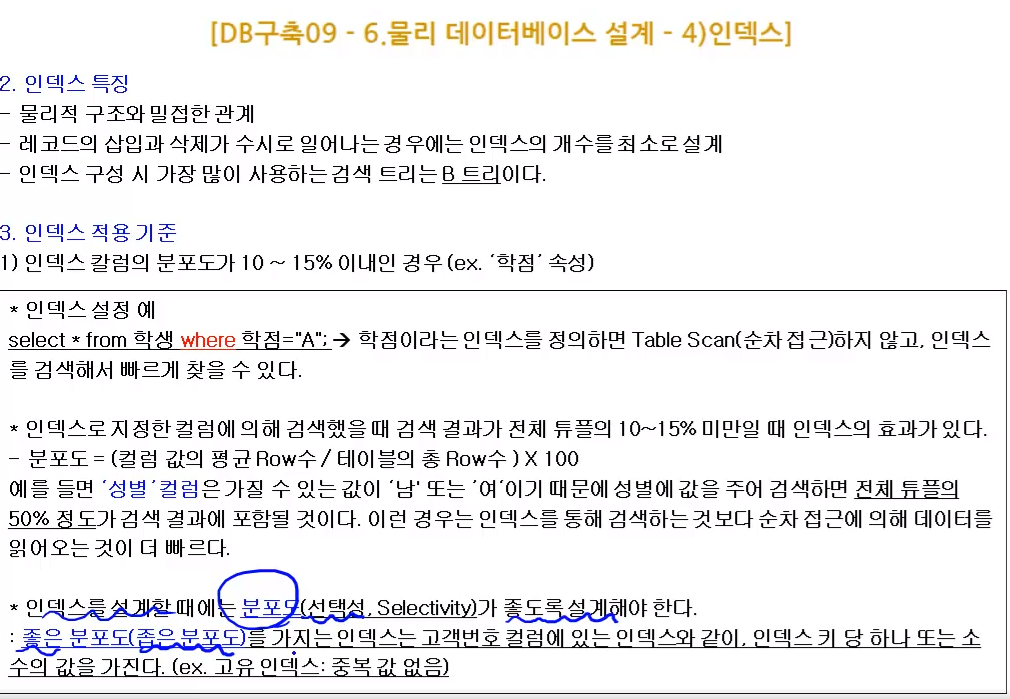 [DB구축09 - 6.물리 데이터베이스 설계 - 4)인덱스]
2. 인덱스 특징
- 물리적 구조와 밀접한 관계
- 레코드의 삽입과 삭제가 수시로 일어나는 경우에는 인덱스의 개수를 최소로 설계
- 인덱스 구성 시 가장 많이 사용하는 검색 트리는 B 트리이다.
3. 인덱스 적용 기준
1) 인덱스 칼럼의 분포도가 10 ~ 15% 이내인 경우 (ex. ‘학점’ 속성)
* 인덱스 설정 예
select * from 학생 where 학점="A"; → 학점이라는 인덱스를 정의하면 Table Scan(순차 접근)하지 않고, 인덱스
를 검색해서 빠르게 찾을 수 있다.
* 인덱스로 지정한 컬럼에 의해 검색했을 때 검색 결과가 전체 튜플의 10~15% 미만일 때 인덱스의 효과가 있다.
- 분포도 = (컬럼 값의 평균 Row수 / 테이블의 총 Row수 ) X 100
예를 들면 ‘성별’ 컬럼은 가질 수 있는 값이 ‘남' 또는 ‘여’이기 때문에 성별에 값을 주어 검색하면 전체 튜플의
50% 정도가 검색 결과에 포함될 것이다. 이런 경우는 인덱스를 통해 검색하는 것보다 순차 접근에 의해 데이터를
읽어오는 것이 더 빠르다.
* 인덱스를 설계할 때에는 분포도(선택성, Selectivity)가 좋도록 설계해야 한다.
: 좋은 분포도(좁은 분포도)를 가지는 인덱스는 고객번호 컬럼에 있는 인덱스와 같이, 인덱스 키 당 하나 또는 소
수의 값을 가진다. (ex. 고유 인덱스: 중복 값 없음)